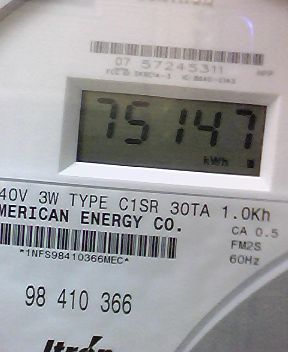 07 57245311
75147
kWh
40V 3W TYPE C1SR 30TA 1.0Kh
MERICAN ENERGY CO.
CA 0.5
FM2S
60Hz
*1NFS98410366MEC*
98 410 366
Itron